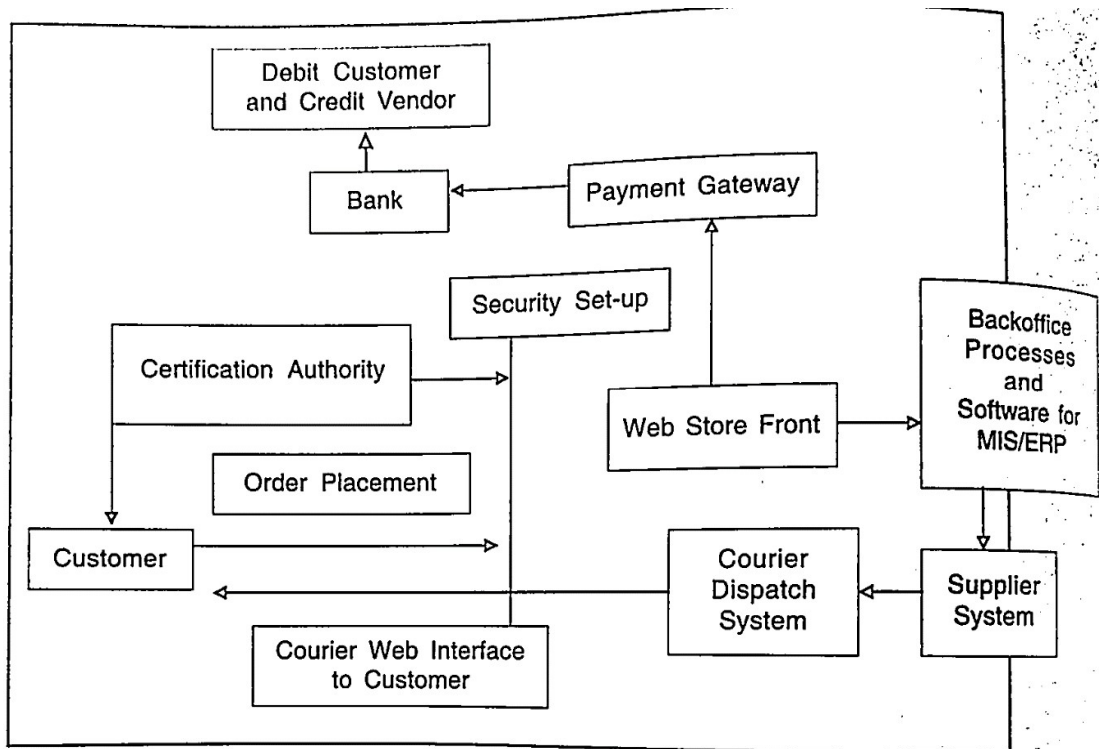 Debit Customer
and Credit Vendor
Bank
Payment Gateway
Security Set-up
Certification Authority
Web Store Front
Backoffice
Processes
and
Software for
MIS/ERP
Order Placement
Customer
Courier
Dispatch
System
Supplier
System
Courier Web Interface
to Customer